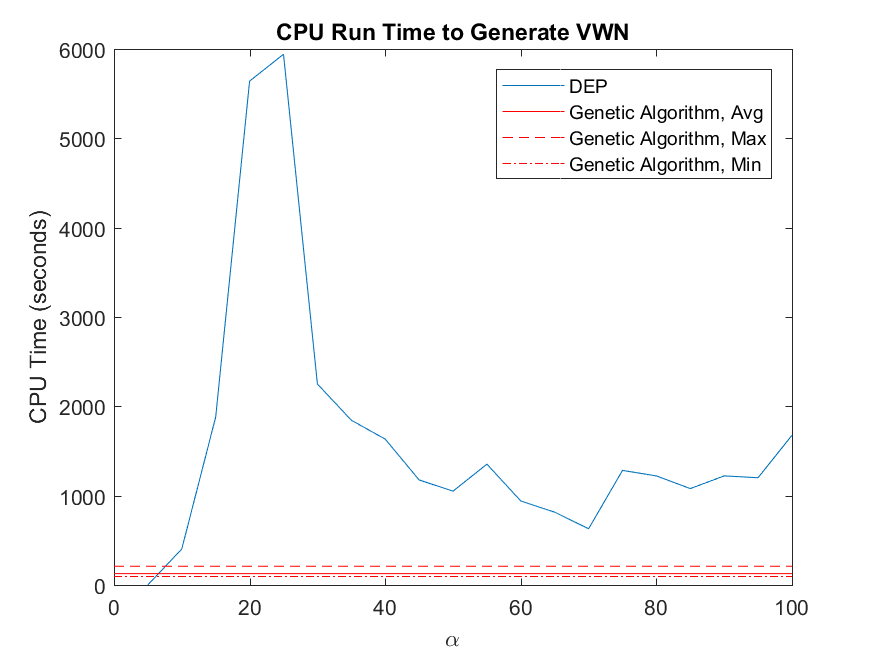 CPU Run Time to Generate VWN
6000
5000
4000
3000
2000
1000
0
CPU Time (seconds)
DEP
Genetic Algorithm, Avg
Genetic Algorithm, Max
Genetic Algorithm, Min
0 20 40 60 80 100
α